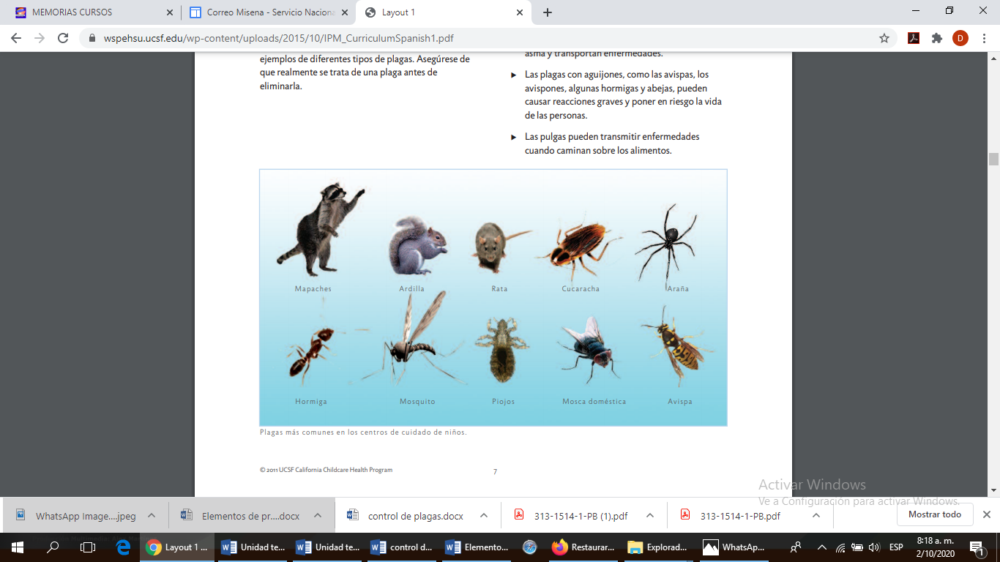 MEMORIAS CURSOS
Correo Misena - Servicio Naciona
Layout 1
wspehsu.ucsf.edu/wp-content/uploads/2015/10/IPM_CurriculumSpanish1.pdf
D
ejemplos de diferentes tipos de plagas. Asegúrese de
que realmente se trata de una plaga antes de
eliminarla.
asma y transportan enfermedades.
Las plagas con aguijones, como las avispas, los
avispones, algunas hormigas y abejas, pueden
causar reacciones graves y poner en riesgo la vida
de las personas.
Las pulgas pueden transmitir enfermedades
cuando caminan sobre los alimentos.
Mapaches Ardilla Rata Cucaracha Araña
Hormiga Mosquito Piojos Mosca doméstica Avispa
Plagas más comunes en los centros de cuidado de niños.
© 2011 UCSF California Childcare Health Program 7
Activar Windows
Ve a Configuración para activar Windows.
WhatsApp Image....jpeg Elementos de pr....docx control de plagas.docx 313-1514-1-PB (1).pdf 313-1514-1-PB.pdf Mostrar todo
Layout 1 ... Unidad te... Unidad te... control d... Elemento... Restaurar... Explorad... WhatsAp... ESP 8:18 a. m.
2/10/2020 1